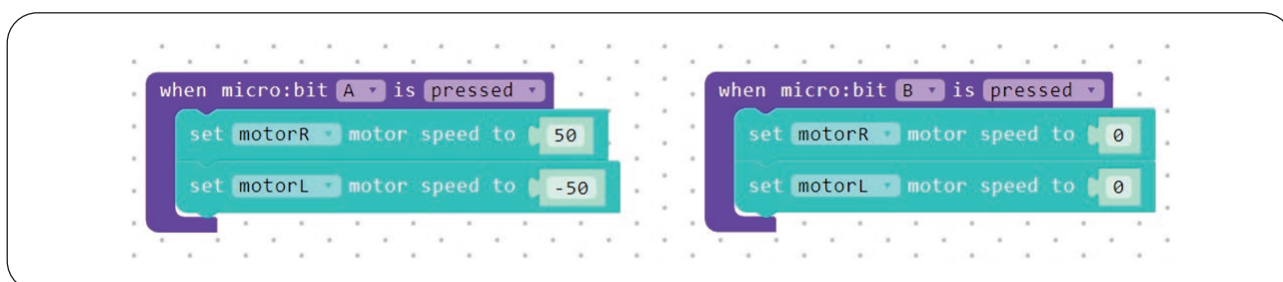 when micro:bit A is pressed
set motorR motor speed to 50
set motorL motor speed to -50
when micro:bit B is pressed
set motorR motor speed to 0
set motorL motor speed to 0